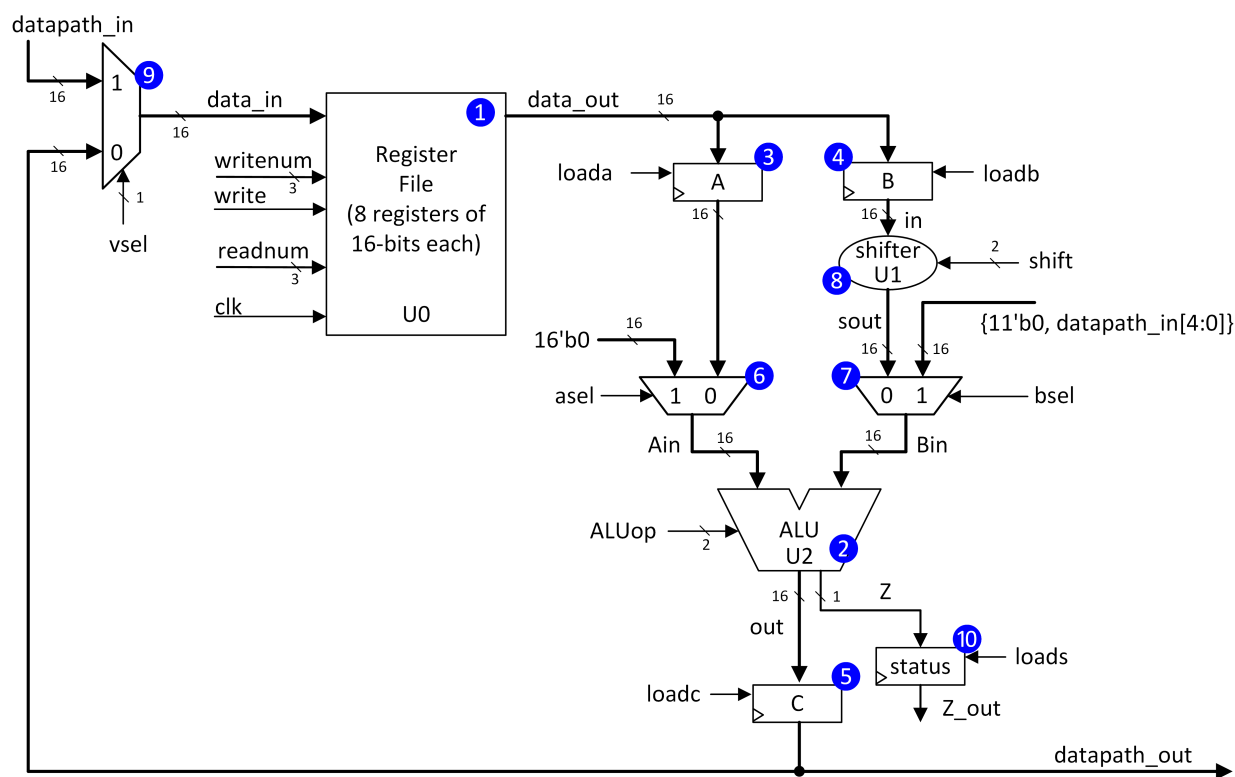 datapath_in
1
9
16
data_in
16
0
16
1
vsel
writenum
3
write
readnum
3
clk
1
Register
File
(8 registers of
16-bits each)
U0
data_out
16
loada
3
A
16
4
B
loadb
16
in
shifter
U1
8
2
shift
sout
{11'b0, datapath_in[4:0]}
16
16
16'b0
16
asel
1 0
6
7
0 1
bsel
Ain
16
16
Bin
ALUop
2
ALU
U2
2
16
1
Z
out
10
status
loads
Z_out
loadc
5
C
datapath_out